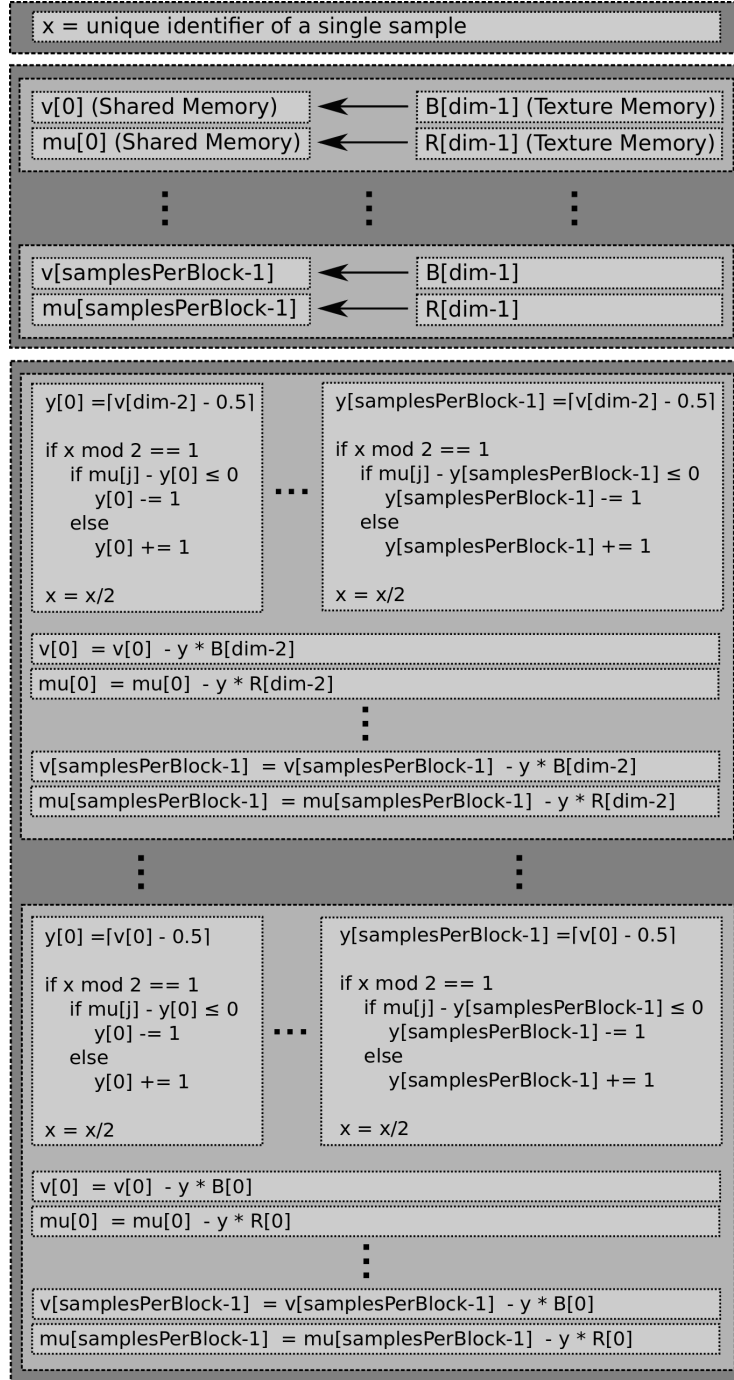 x = unique identifier of a single sample
v[0] (Shared Memory) B[dim-1] (Texture Memory)
mu[0] (Shared Memory) R[dim-1] (Texture Memory)
v[samplesPerBlock-1] B[dim-1]
mu[samplesPerBlock-1] R[dim-1]
y[0] =⌈v[dim-2] - 0.5⌉
if x mod 2 == 1
if mu[j] - y[0] ≤ 0
y[0] -= 1
else
y[0] += 1
x = x/2
y[samplesPerBlock-1] =⌈v[dim-2] - 0.5⌉
if x mod 2 == 1
if mu[j] - y[samplesPerBlock-1] ≤ 0
y[samplesPerBlock-1] -= 1
else
y[samplesPerBlock-1] += 1
x = x/2
v[0] = v[0] - y * B[dim-2]
mu[0] = mu[0] - y * R[dim-2]
v[samplesPerBlock-1] = v[samplesPerBlock-1] - y * B[dim-2]
mu[samplesPerBlock-1] = mu[samplesPerBlock-1] - y * R[dim-2]
y[0] =⌈v[0] - 0.5⌉
if x mod 2 == 1
if mu[j] - y[0] ≤ 0
y[0] -= 1
else
y[0] += 1
x = x/2
y[samplesPerBlock-1] =⌈v[0] - 0.5⌉
if x mod 2 == 1
if mu[j] - y[samplesPerBlock-1] ≤ 0
y[samplesPerBlock-1] -= 1
else
y[samplesPerBlock-1] += 1
x = x/2
v[0] = v[0] - y * B[0]
mu[0] = mu[0] - y * R[0]
v[samplesPerBlock-1] = v[samplesPerBlock-1] - y * B[0]
mu[samplesPerBlock-1] = mu[samplesPerBlock-1] - y * R[0]